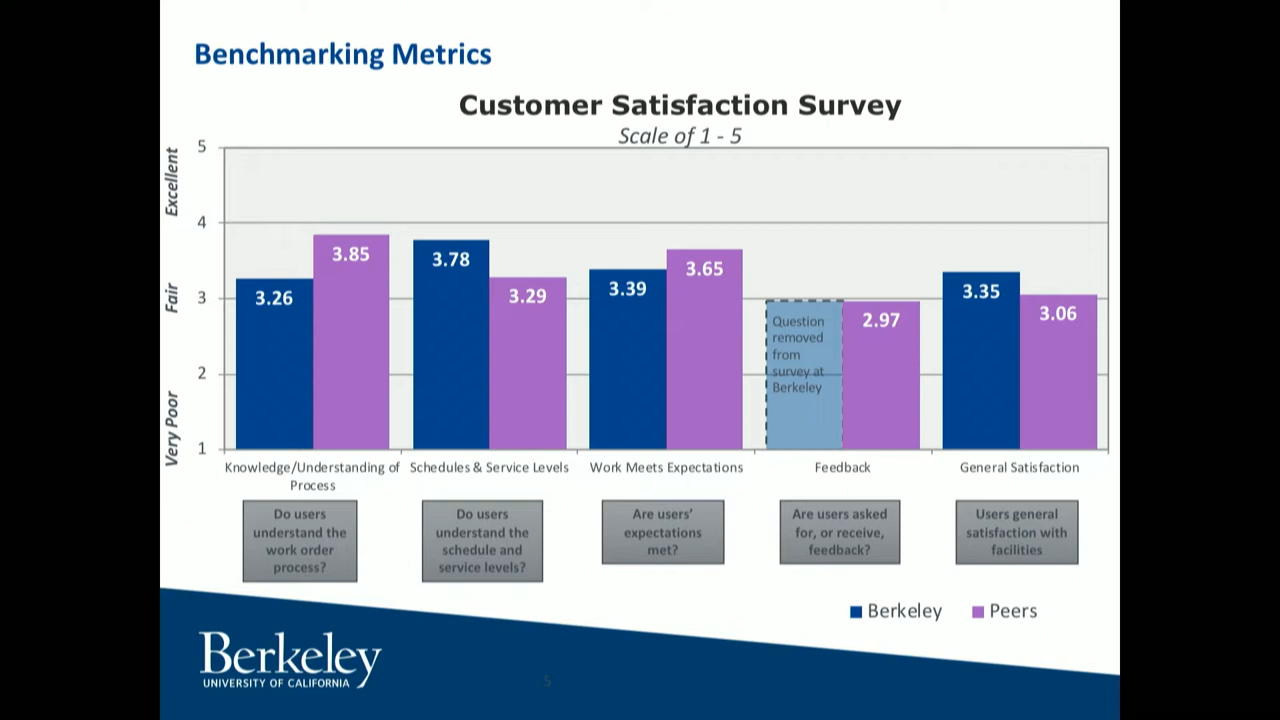 Benchmarking Metrics
Customer Satisfaction Survey
Scale of 1 - 5
Excellent
Fair
Very Poor
5
4
3
2
1
3.26
3.85
3.78
3.29
3.39
3.65
Question
removed
from
survey at
Berkeley
2.97
3.35
3.06
Knowledge/Understanding of
Process
Schedules & Service Levels
Work Meets Expectations
Feedback
General Satisfaction
Do users
understand the
work order
process?
Do users
understand the
schedule and
service levels?
Are users’
expectations
met?
Are users asked
for, or receive,
feedback?
Users general
satisfaction with
facilities
Berkeley
Peers
Berkeley
UNIVERSITY OF CALIFORNIA
5